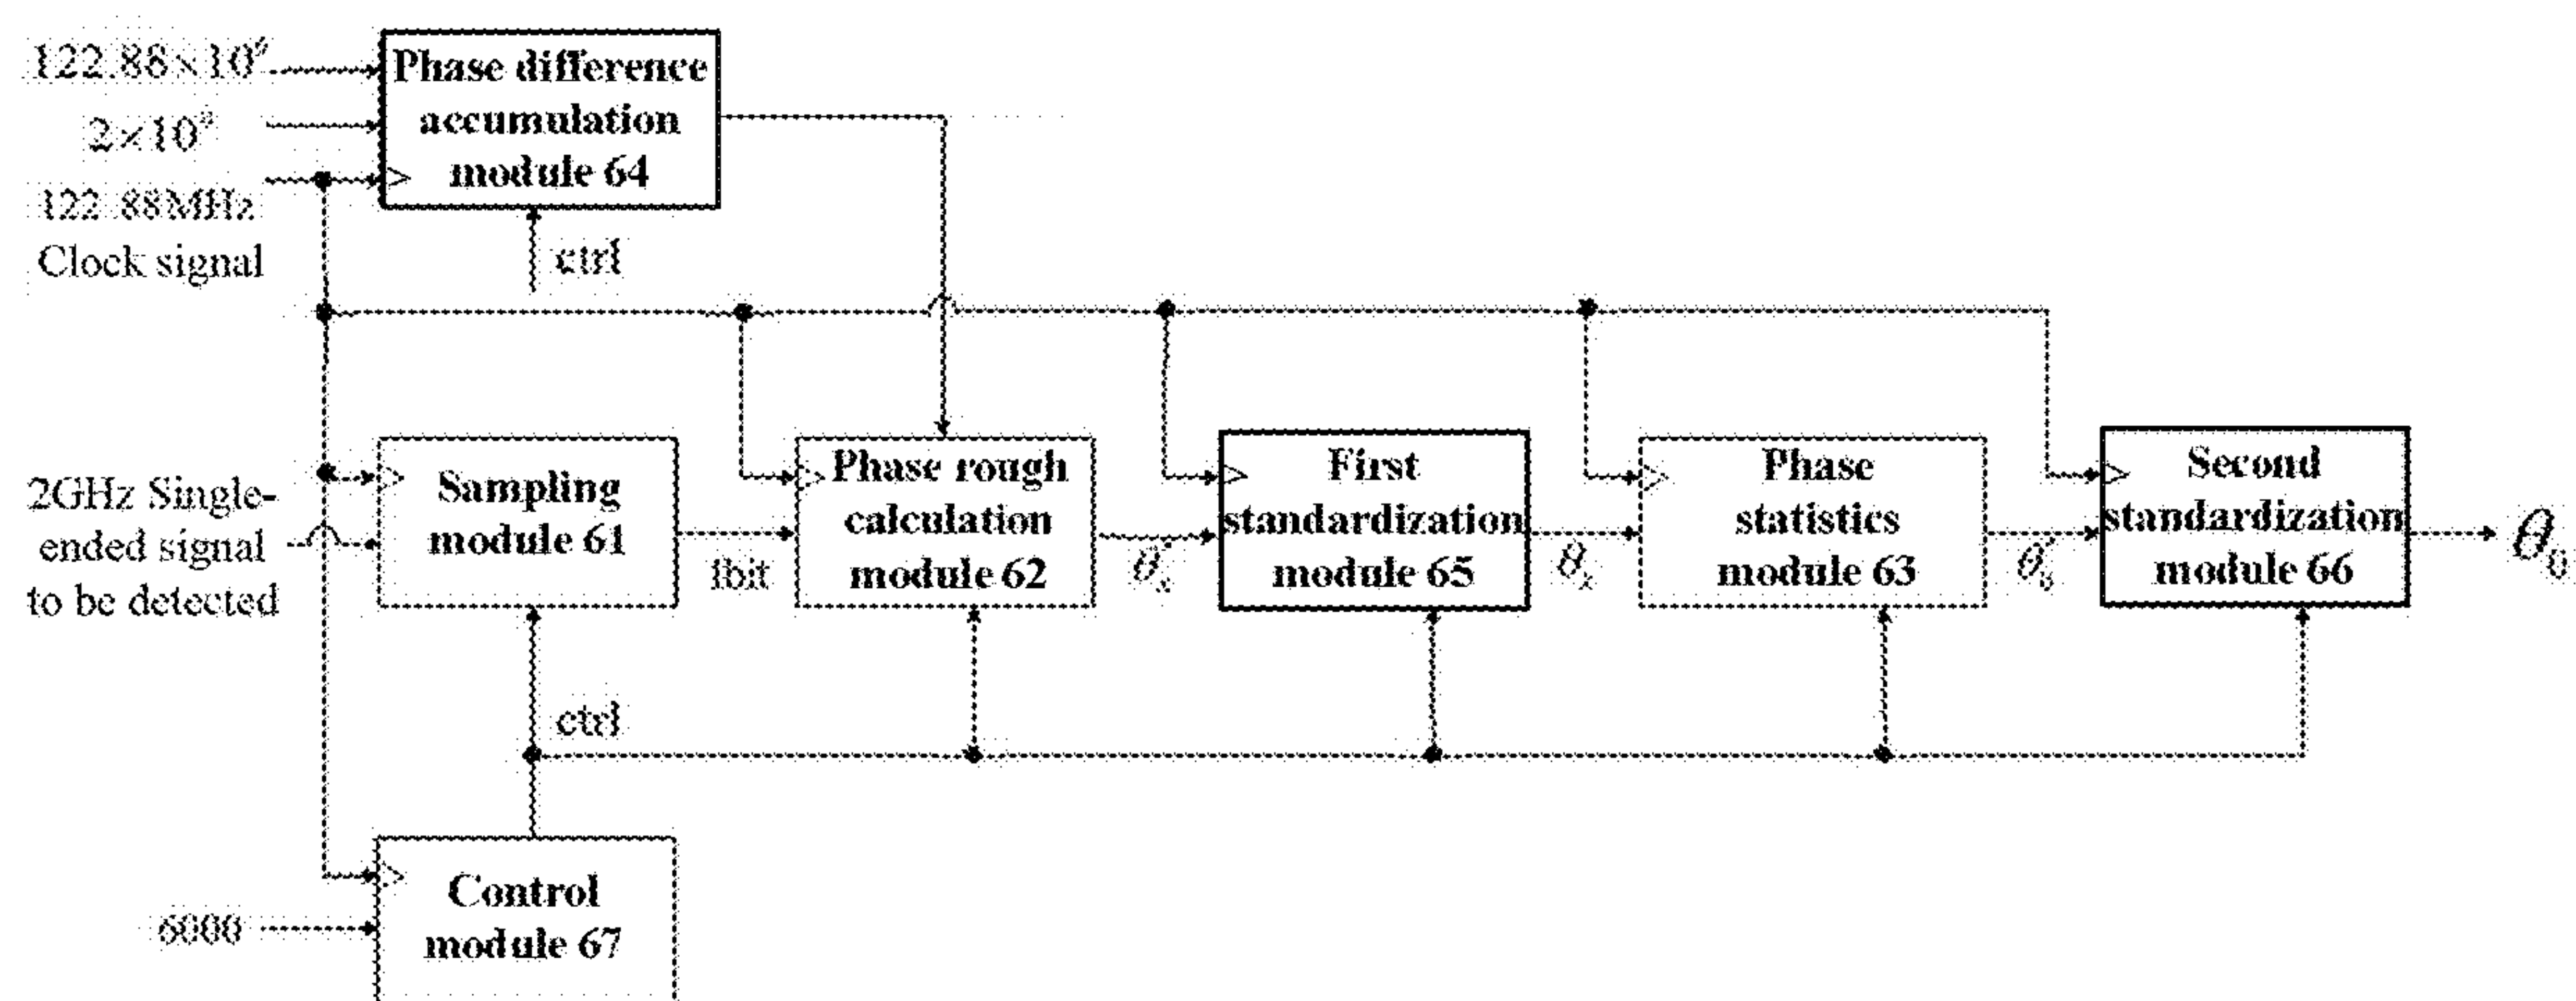 122.88×10⁶
2×10⁹
122.88MHz
Clock signal
Phase difference
accumulation
module 64
ctrl
2GHz Single-
ended signal
to be detected
Sampling
module 61
1bit
Phase rough
calculation
module 62
θ'ₓ
First
standardization
module 65
θₓ
Phase
statistics
module 63
θ'₀
Second
standardization
module 66
θ₀
ctrl
6000
Control
module 67